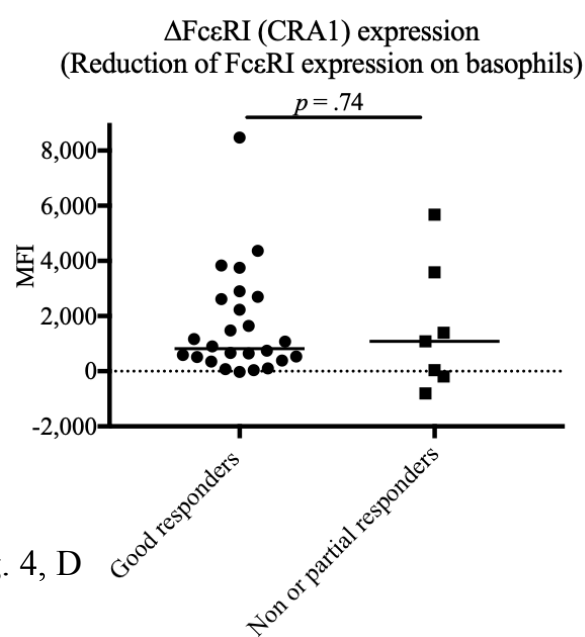 ΔFcεRI (CRA1) expression
(Reduction of FcεRI expression on basophils)
p = .74
8,000
6,000
4,000
2,000
0
-2,000
MFI
Good responders
Non or partial responders
. 4, D